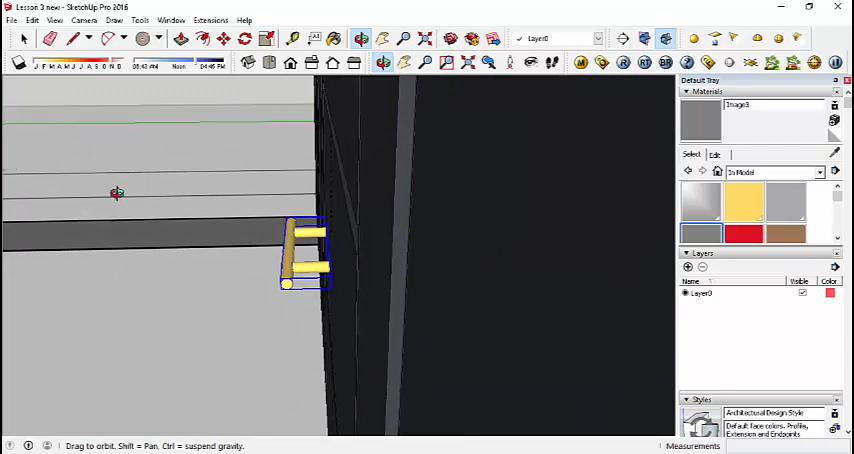 Lesson 3 new - SketchUp Pro 2016
File Edit View Camera Draw Tools Window Extensions Help
Layer0
J F M A M J J A S O N D 06:43 AM Noon 04:46 PM
M R RT BR
Default Tray
Materials
Image3
Select Edit
In Model
Layers
Name Visible Color
Layer0
Styles
Architectural Design Style
Default face colors. Profile,
Extension and Endpoints
Drag to orbit. Shift = Pan, Ctrl = suspend gravity.
Measurements